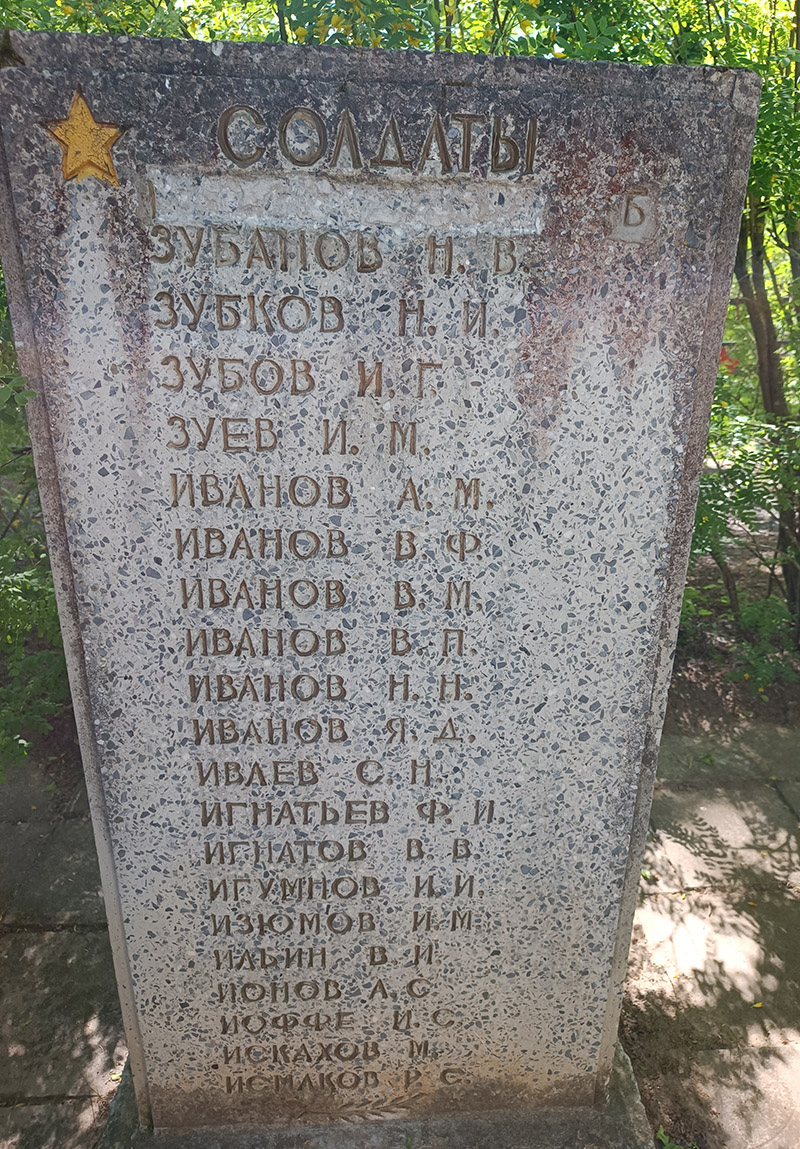 СОЛДАТЫ
Б
ЗУБАНОВ Н. В.
ЗУБКОВ Н. И.
ЗУБОВ И. Г.
ЗУЕВ И. М.
ИВАНОВ А. М.
ИВАНОВ В. Ф.
ИВАНОВ В. М.
ИВАНОВ В. П.
ИВАНОВ Н. Н.
ИВАНОВ Я. Д.
ИВЛЕВ С. Н.
ИГНАТЬЕВ Ф. И.
ИГНАТОВ В. В.
ИГУМНОВ И. И.
ИЗЮМОВ И. М
ИЛЬИН В. И
ИОНОВ А. С
ИОФФЕ И. С.
ИСКАХОВ М.
ИСМАКОВ Р. С.